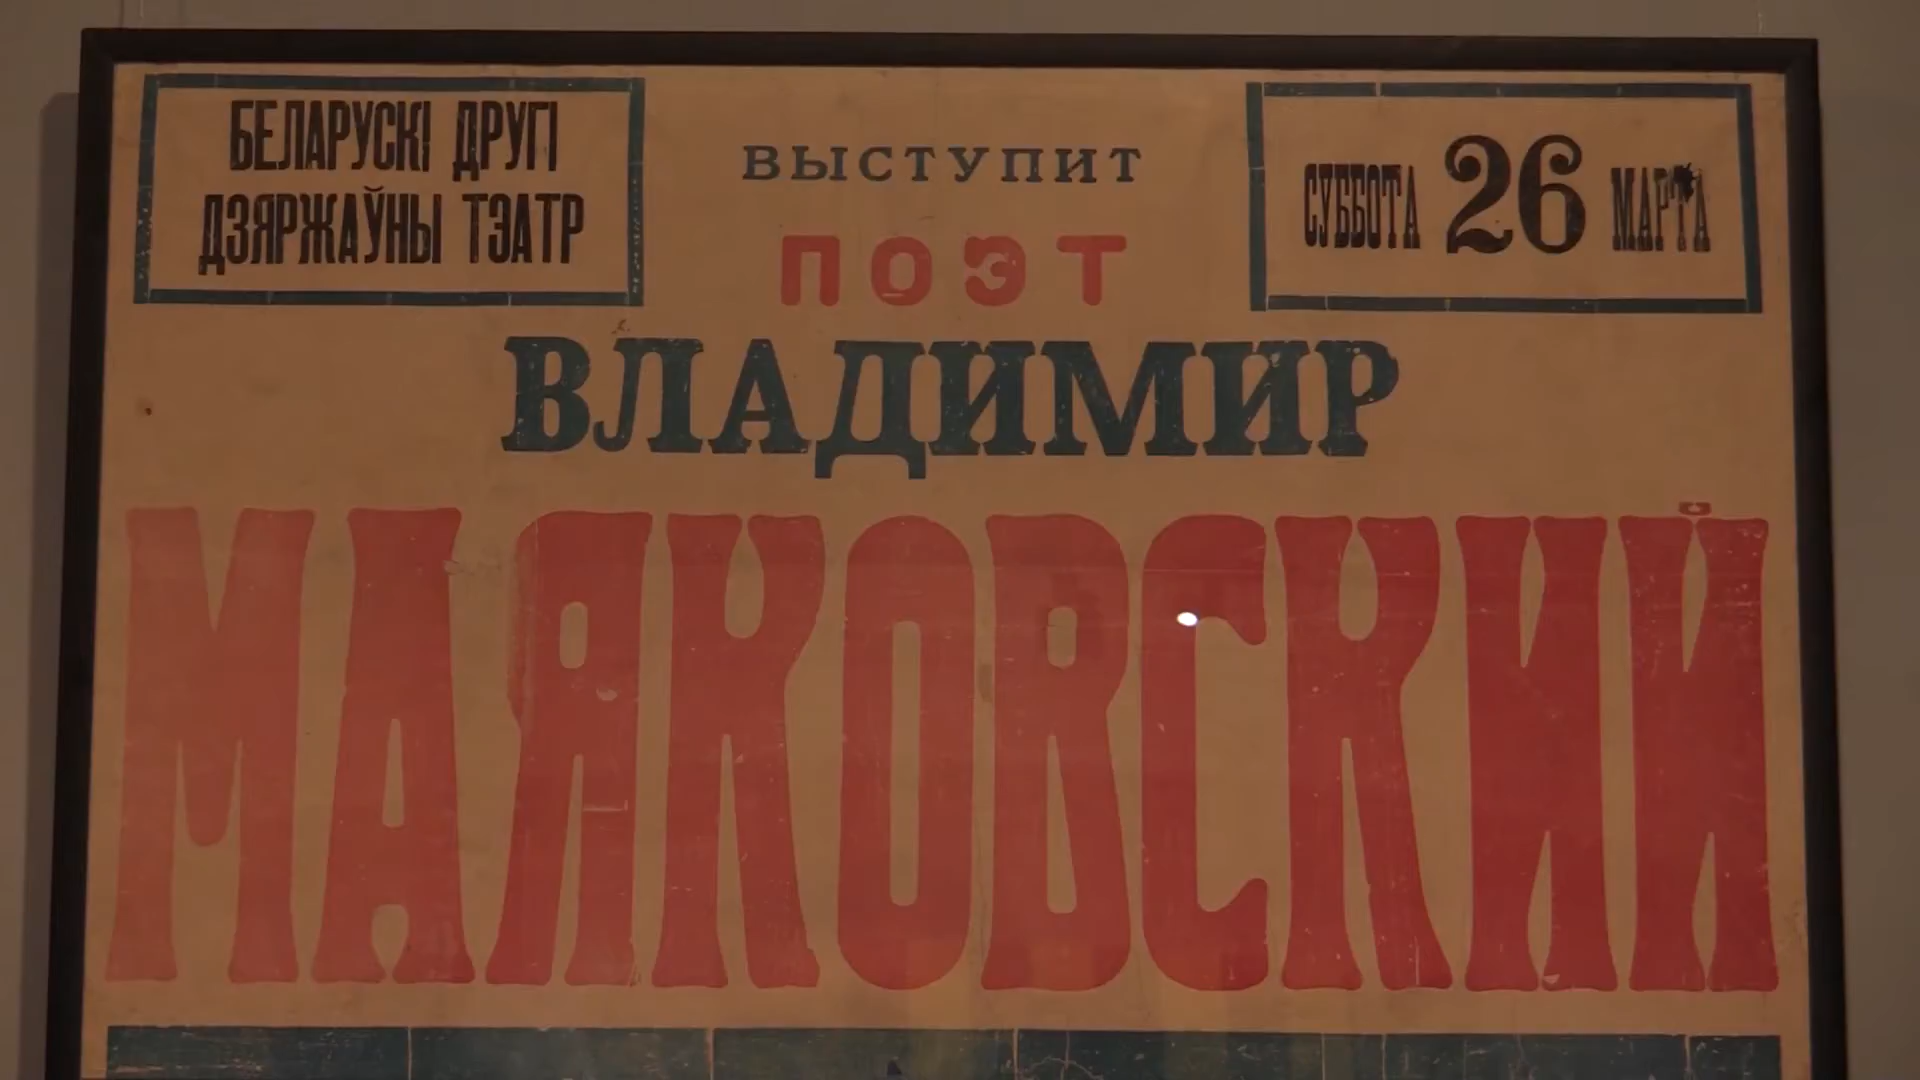 БЕЛАРУСКІ ДРУГІ
ДЗЯРЖАЎНЫ ТЭАТР
ВЫСТУПИТ
ПОЭТ
СУББОТА 26 МАРТА
ВЛАДИМИР
МАЯКОВСКИЙ